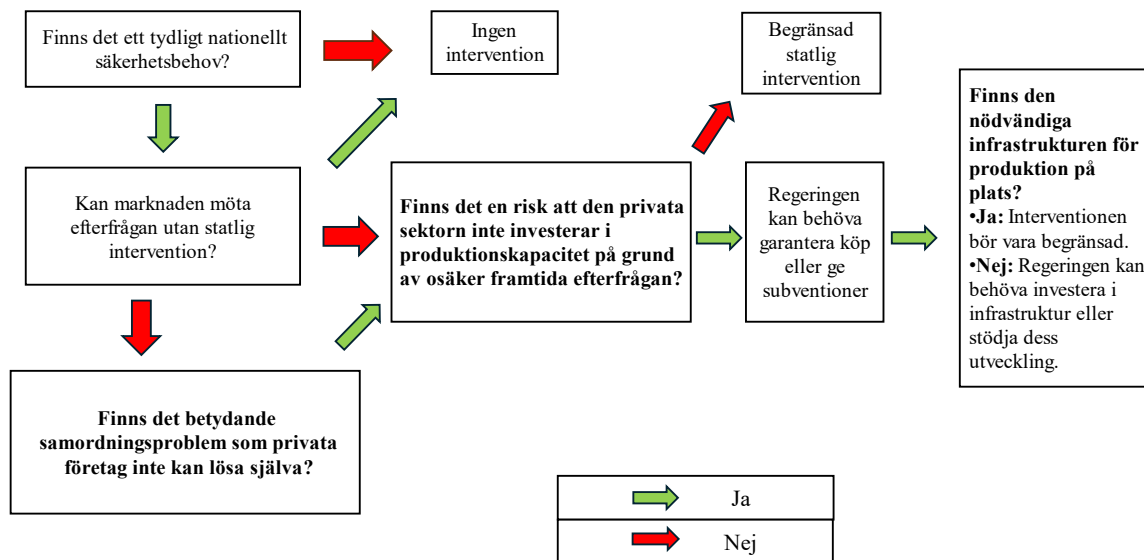 Finns det ett tydligt nationellt
säkerhetsbehov?
Ingen
intervention
Begränsad
statlig
intervention
Kan marknaden möta
efterfrågan utan statlig
intervention?
Finns det en risk att den privata
sektorn inte investerar i
produktionskapacitet på grund
av osäker framtida efterfrågan?
Regeringen
kan behöva
garantera köp
eller ge
subventioner
Finns den
nödvändiga
infrastrukturen för
produktion på
plats?
•Ja: Interventionen
bör vara begränsad.
•Nej: Regeringen kan
behöva investera i
infrastruktur eller
stödja dess
utveckling.
Finns det betydande
samordningsproblem som privata
företag inte kan lösa själva?
Ja
Nej